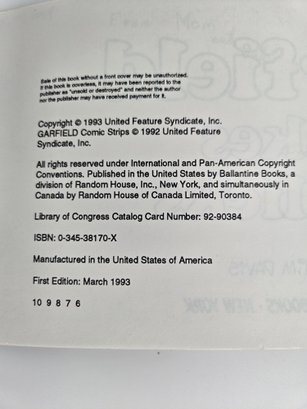 Sale of this book without a front cover may be unauthorized.
If this book is coverless, it may have been reported to the
publisher as "unsold or destroyed" and neither the author
nor the publisher may have received payment for it.
Copyright © 1993 United Feature Syndicate, Inc.
GARFIELD Comic Strips © 1992 United Feature
Syndicate, Inc.
All rights reserved under International and Pan-American Copyright
Conventions. Published in the United States by Ballantine Books, a
division of Random House, Inc., New York, and simultaneously in
Canada by Random House of Canada Limited, Toronto.
Library of Congress Catalog Card Number: 92-90384
ISBN: 0-345-38170-X
Manufactured in the United States of America
First Edition: March 1993
10 9 8 7 6